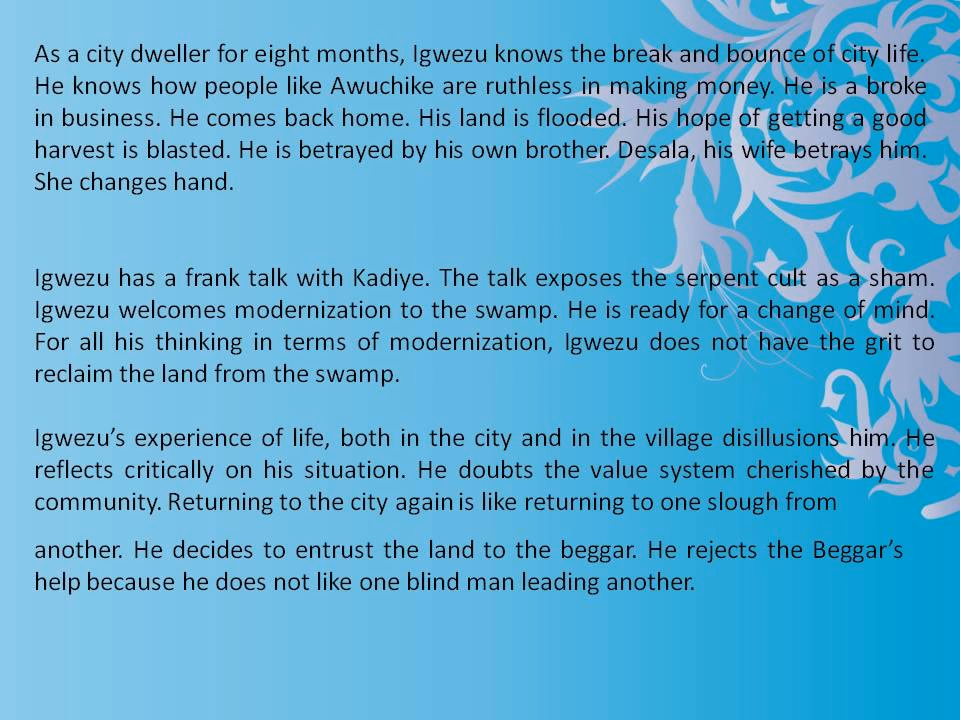 As a city dweller for eight months, Igwezu knows the break and bounce of city life.
He knows how people like Awuchike are ruthless in making money. He is a broke
in business. He comes back home. His land is flooded. His hope of getting a good
harvest is blasted. He is betrayed by his own brother. Desala, his wife betrays him.
She changes hand.
Igwezu has a frank talk with Kadiye. The talk exposes the serpent cult as a sham.
Igwezu welcomes modernization to the swamp. He is ready for a change of mind.
For all his thinking in terms of modernization, Igwezu does not have the grit to
reclaim the land from the swamp.
Igwezu’s experience of life, both in the city and in the village disillusions him. He
reflects critically on his situation. He doubts the value system cherished by the
community. Returning to the city again is like returning to one slough from
another. He decides to entrust the land to the beggar. He rejects the Beggar’s
help because he does not like one blind man leading another.